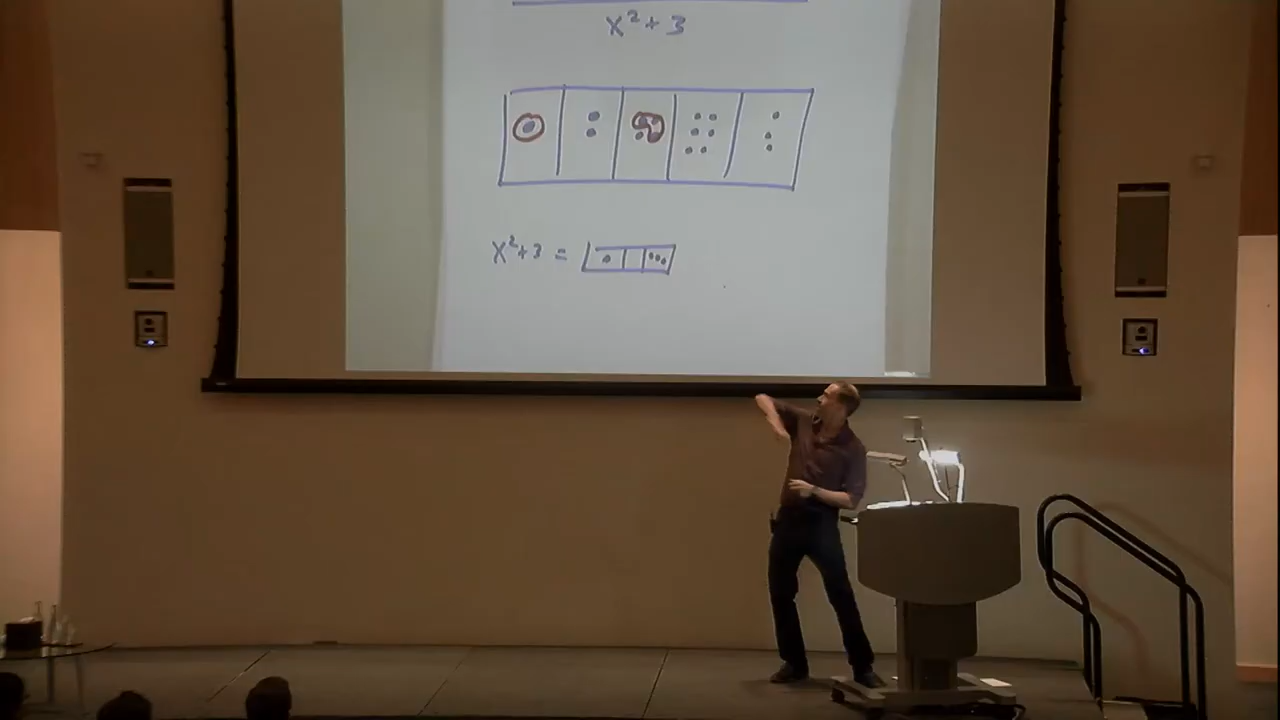 x²+3
x²+3 =